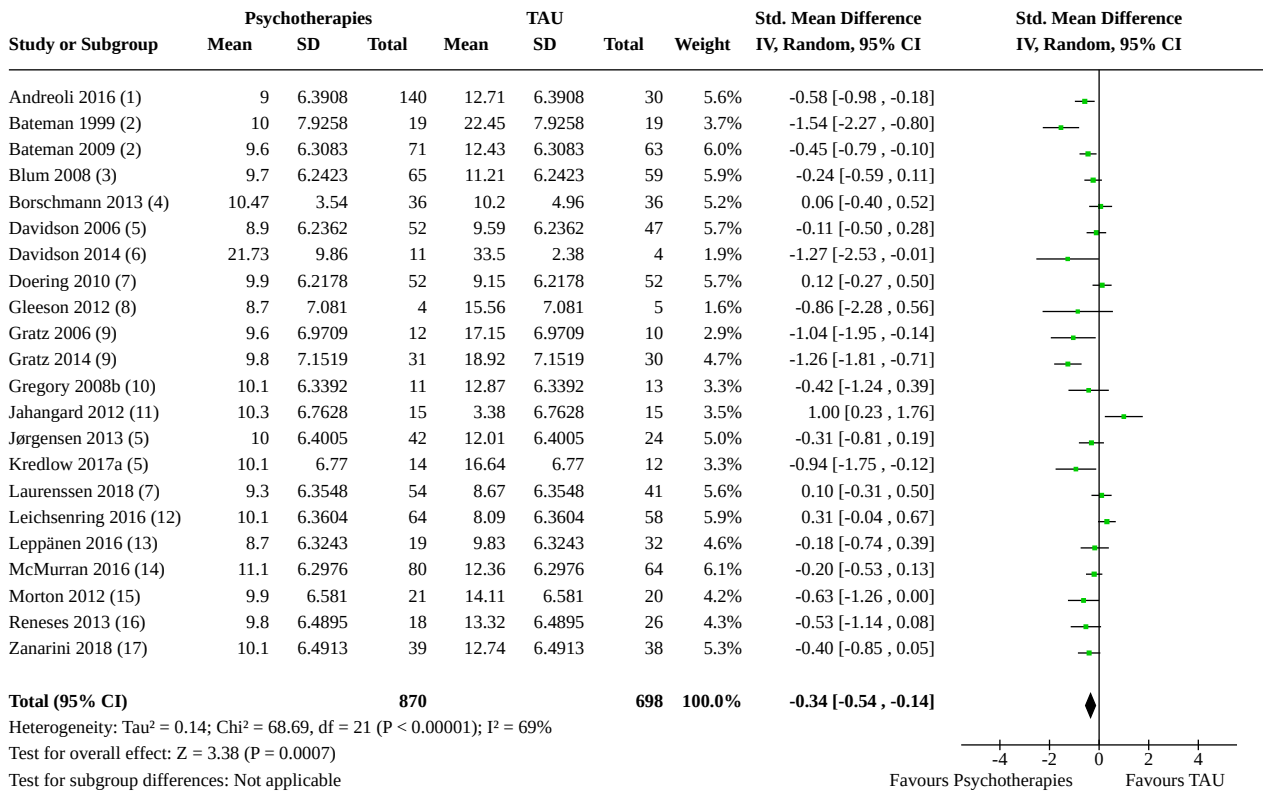 Psychotherapies TAU Std. Mean Difference Std. Mean Difference
Study or Subgroup Mean SD Total Mean SD Total Weight IV, Random, 95% CI IV, Random, 95% CI
Andreoli 2016 (1) 9 6.3908 140 12.71 6.3908 30 5.6% -0.58 [-0.98 , -0.18]
Bateman 1999 (2) 10 7.9258 19 22.45 7.9258 19 3.7% -1.54 [-2.27 , -0.80]
Bateman 2009 (2) 9.6 6.3083 71 12.43 6.3083 63 6.0% -0.45 [-0.79 , -0.10]
Blum 2008 (3) 9.7 6.2423 65 11.21 6.2423 59 5.9% -0.24 [-0.59 , 0.11]
Borschmann 2013 (4) 10.47 3.54 36 10.2 4.96 36 5.2% 0.06 [-0.40 , 0.52]
Davidson 2006 (5) 8.9 6.2362 52 9.59 6.2362 47 5.7% -0.11 [-0.50 , 0.28]
Davidson 2014 (6) 21.73 9.86 11 33.5 2.38 4 1.9% -1.27 [-2.53 , -0.01]
Doering 2010 (7) 9.9 6.2178 52 9.15 6.2178 52 5.7% 0.12 [-0.27 , 0.50]
Gleeson 2012 (8) 8.7 7.081 4 15.56 7.081 5 1.6% -0.86 [-2.28 , 0.56]
Gratz 2006 (9) 9.6 6.9709 12 17.15 6.9709 10 2.9% -1.04 [-1.95 , -0.14]
Gratz 2014 (9) 9.8 7.1519 31 18.92 7.1519 30 4.7% -1.26 [-1.81 , -0.71]
Gregory 2008b (10) 10.1 6.3392 11 12.87 6.3392 13 3.3% -0.42 [-1.24 , 0.39]
Jahangard 2012 (11) 10.3 6.7628 15 3.38 6.7628 15 3.5% 1.00 [0.23 , 1.76]
Jørgensen 2013 (5) 10 6.4005 42 12.01 6.4005 24 5.0% -0.31 [-0.81 , 0.19]
Kredlow 2017a (5) 10.1 6.77 14 16.64 6.77 12 3.3% -0.94 [-1.75 , -0.12]
Laurenssen 2018 (7) 9.3 6.3548 54 8.67 6.3548 41 5.6% 0.10 [-0.31 , 0.50]
Leichsenring 2016 (12) 10.1 6.3604 64 8.09 6.3604 58 5.9% 0.31 [-0.04 , 0.67]
Leppänen 2016 (13) 8.7 6.3243 19 9.83 6.3243 32 4.6% -0.18 [-0.74 , 0.39]
McMurran 2016 (14) 11.1 6.2976 80 12.36 6.2976 64 6.1% -0.20 [-0.53 , 0.13]
Morton 2012 (15) 9.9 6.581 21 14.11 6.581 20 4.2% -0.63 [-1.26 , 0.00]
Reneses 2013 (16) 9.8 6.4895 18 13.32 6.4895 26 4.3% -0.53 [-1.14 , 0.08]
Zanarini 2018 (17) 10.1 6.4913 39 12.74 6.4913 38 5.3% -0.40 [-0.85 , 0.05]
Total (95% CI) 870 698 100.0% -0.34 [-0.54 , -0.14]
Heterogeneity: Tau² = 0.14; Chi² = 68.69, df = 21 (P < 0.00001); I² = 69%
Test for overall effect: Z = 3.38 (P = 0.0007)
Test for subgroup differences: Not applicable
-4 -2 0 2 4
Favours Psychotherapies Favours TAU